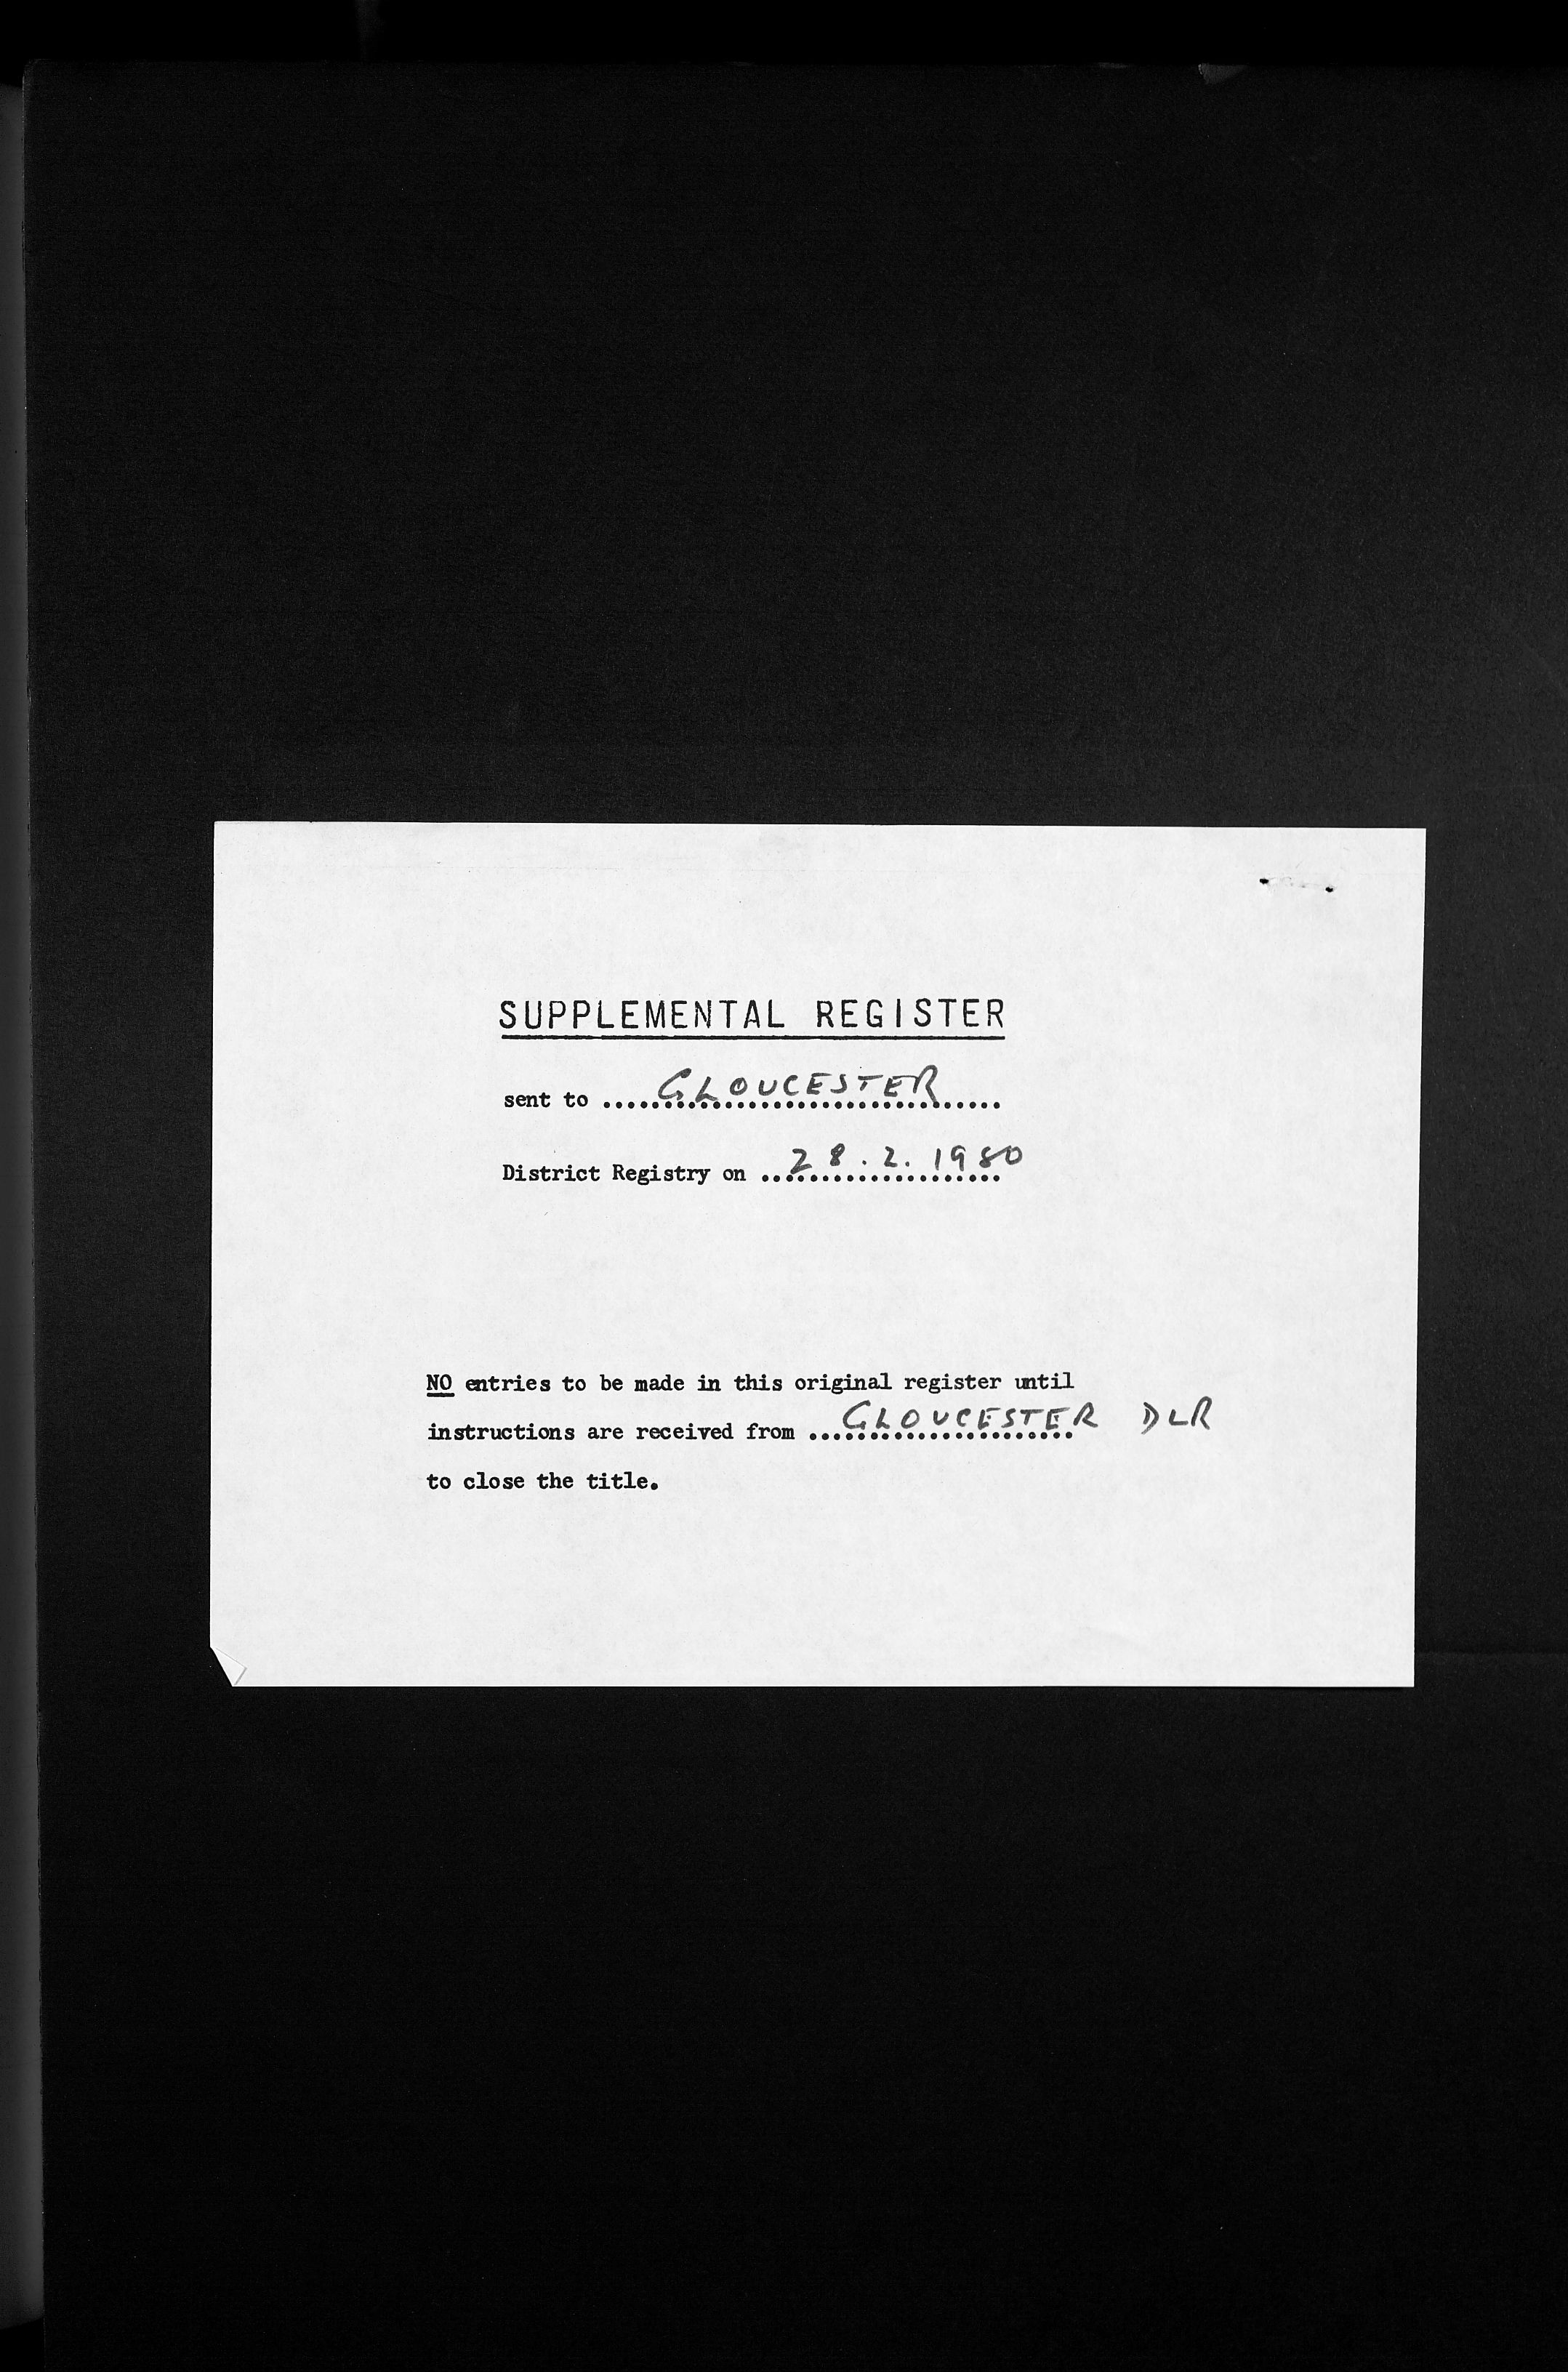 SUPPLEMENTAL REGISTER
sent to GLOUCESTER
District Registry on 28.2.1980
NO entries to be made in this original register until
instructions are received from GLOUCESTER DLR
to close the title.